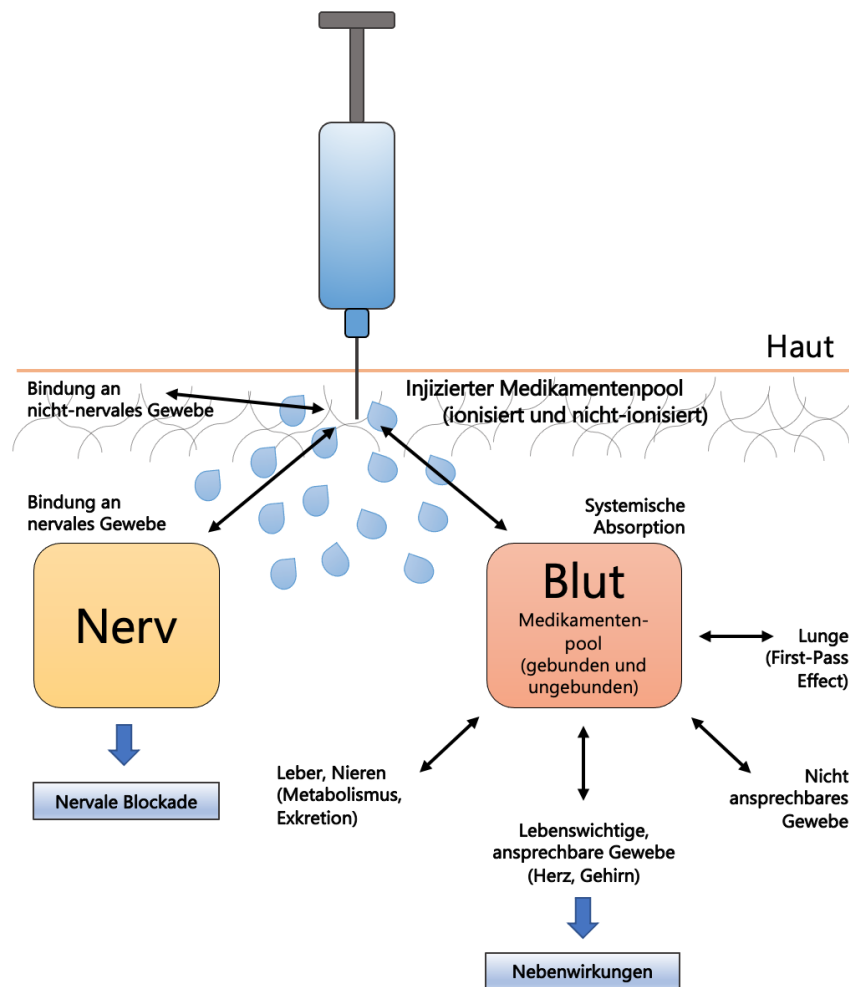 Haut
Bindung an
nicht-nervales Gewebe
Injizierter Medikamentenpool
(ionisiert und nicht-ionisiert)
Bindung an
nervales Gewebe
Systemische
Absorption
Nerv
Blut
Medikamenten-
pool
(gebunden und
ungebunden)
Lunge
(First-Pass
Effect)
Leber, Nieren
(Metabolismus,
Exkretion)
Nicht
ansprechbares
Gewebe
Nervale Blockade
Lebenswichtige,
ansprechbare Gewebe
(Herz, Gehirn)
Nebenwirkungen